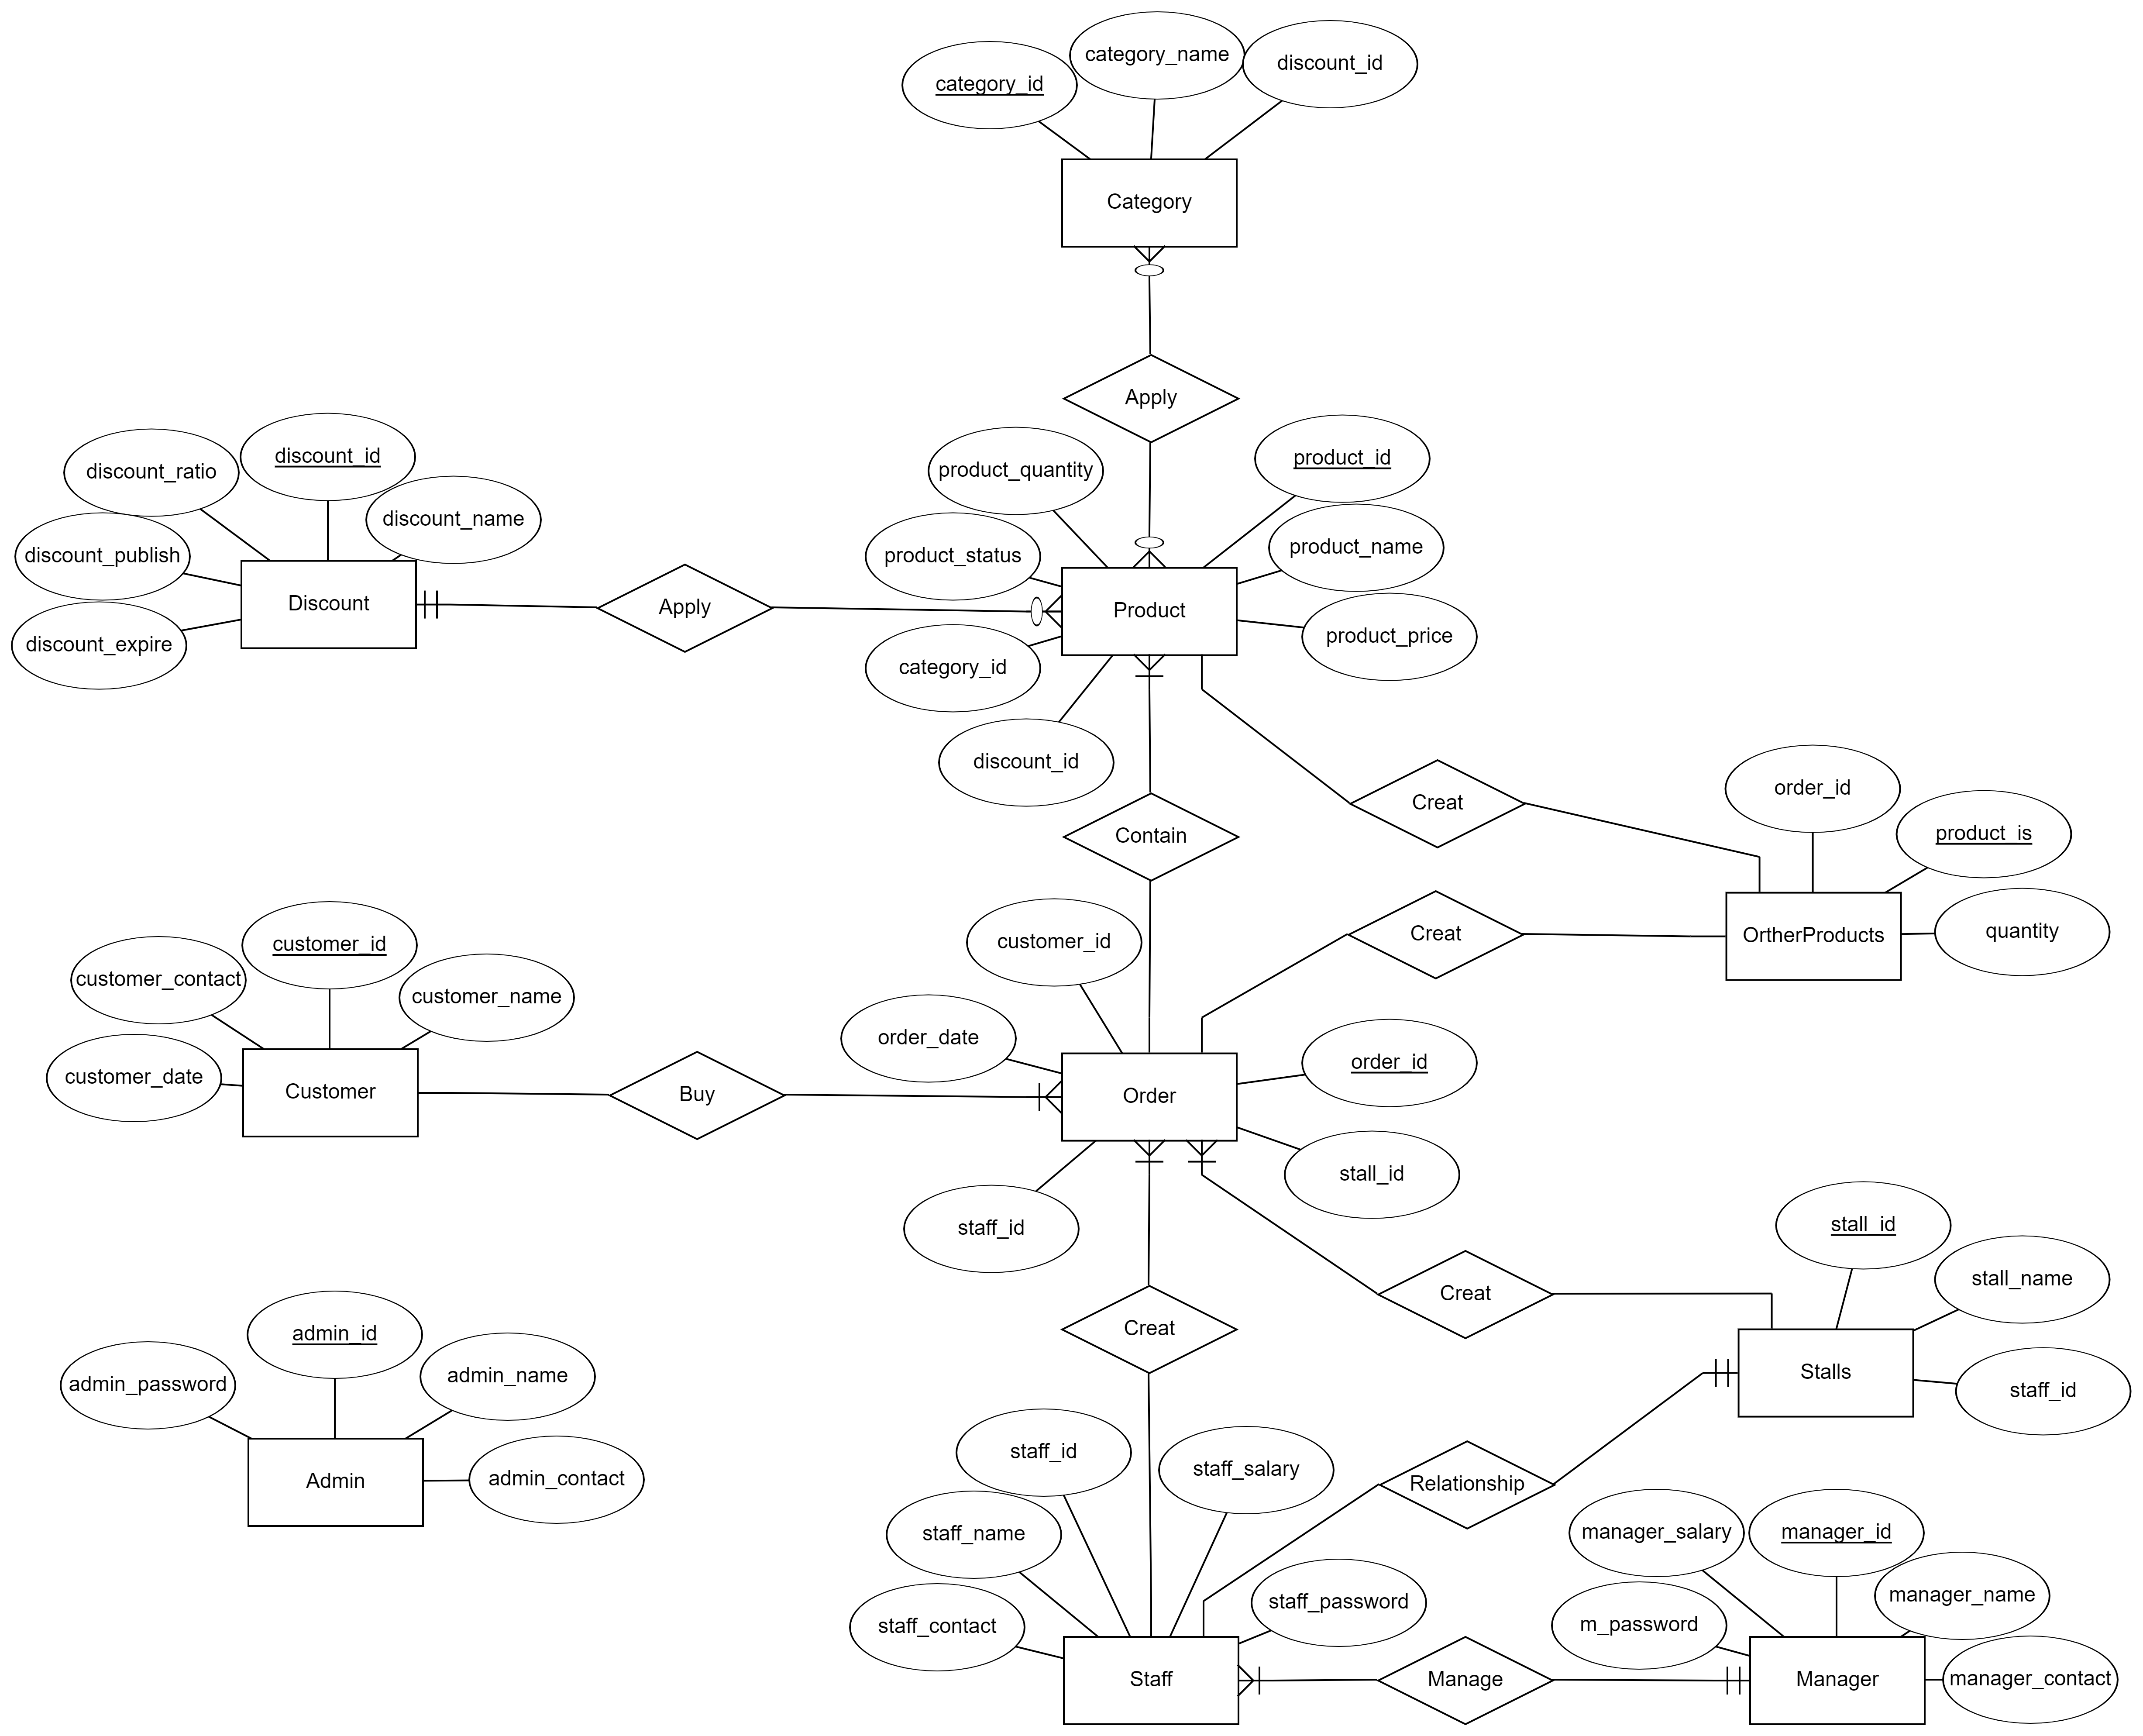 category_name
discount_id
category_id
Category
Apply
discount_id
product_id
product_quantity
discount_ratio
discount_name
product_name
discount_publish
product_status
Discount
Apply
Product
product_price
discount_expire
category_id
discount_id
order_id
Creat
product_is
Contain
quantity
Creat
OrtherProducts
customer_id
customer_id
customer_contact
customer_name
order_date
order_id
customer_date
Customer
Buy
Order
stall_id
stall_id
staff_id
stall_name
Creat
Creat
admin_id
Stalls
admin_name
admin_password
staff_id
staff_id
staff_salary
Admin
admin_contact
Relationship
staff_name
manager_salary
manager_id
manager_name
staff_password
staff_contact
m_password
Staff
Manage
Manager
manager_contact